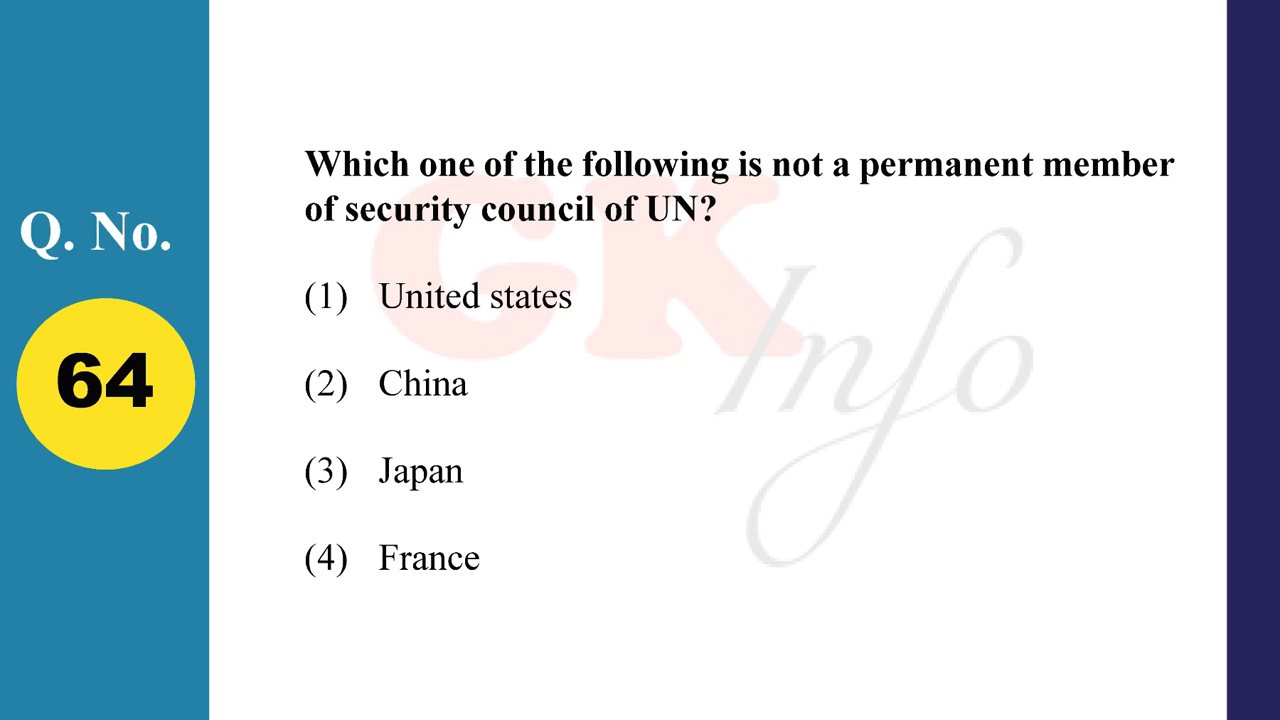 Q. No.
64
Which one of the following is not a permanent member
of security council of UN?
(1) United states
(2) China
(3) Japan
(4) France
GK
Info